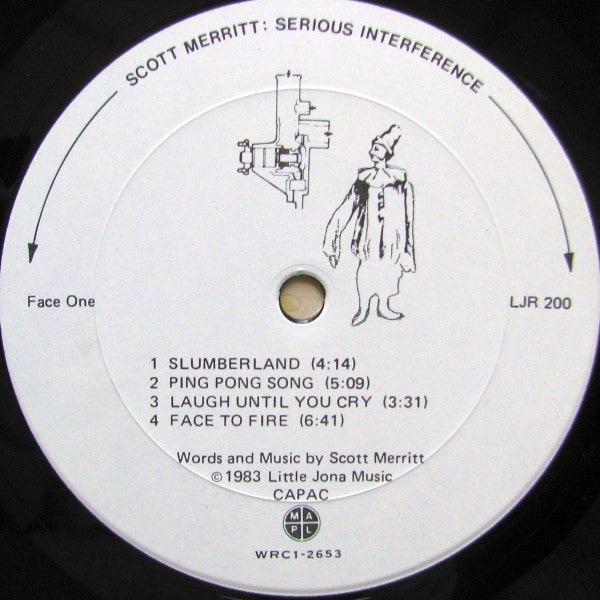 SCOTT MERRITT: SERIOUS INTERFERENCE
Face One
LJR 200
1 SLUMBERLAND (4:14)
2 PING PONG SONG (5:09)
3 LAUGH UNTIL YOU CRY (3:31)
4 FACE TO FIRE (6:41)
Words and Music by Scott Merritt
©1983 Little Jona Music
CAPAC
M A
P L
WRC1-2653